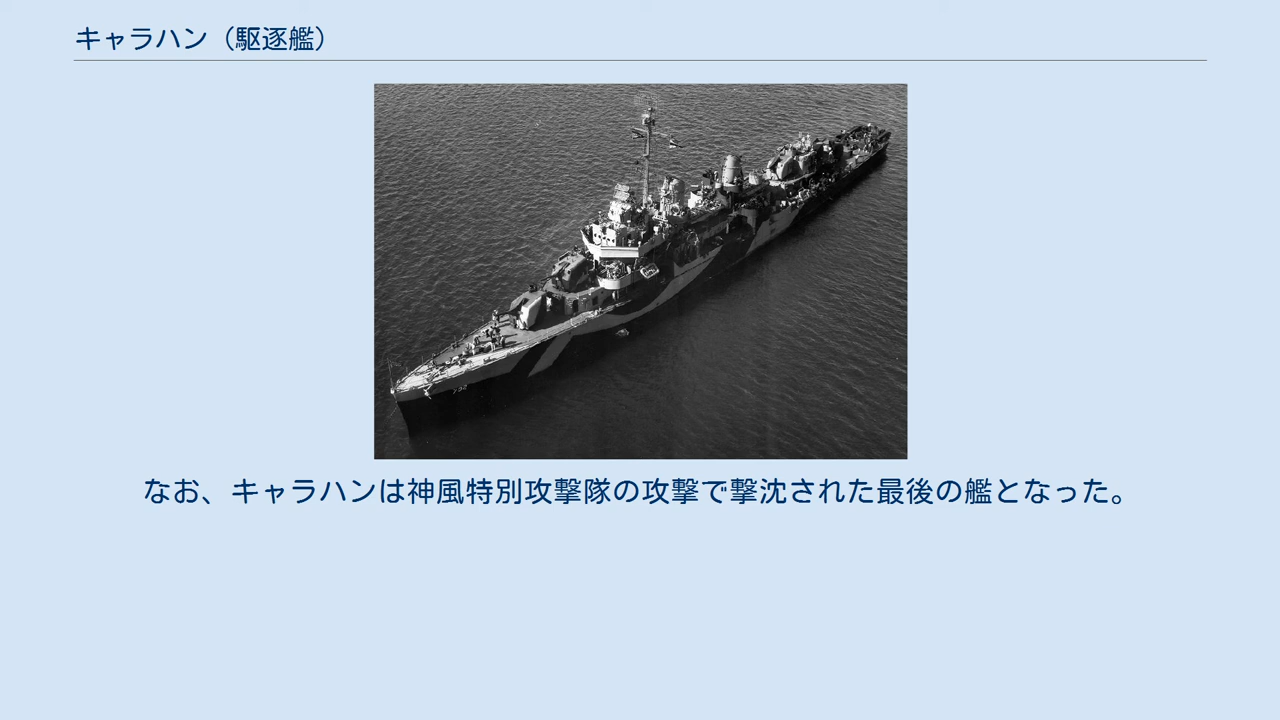 キャラハン（駆逐艦）
792
なお、キャラハンは神風特別攻撃隊の攻撃で撃沈された最後の艦となった。